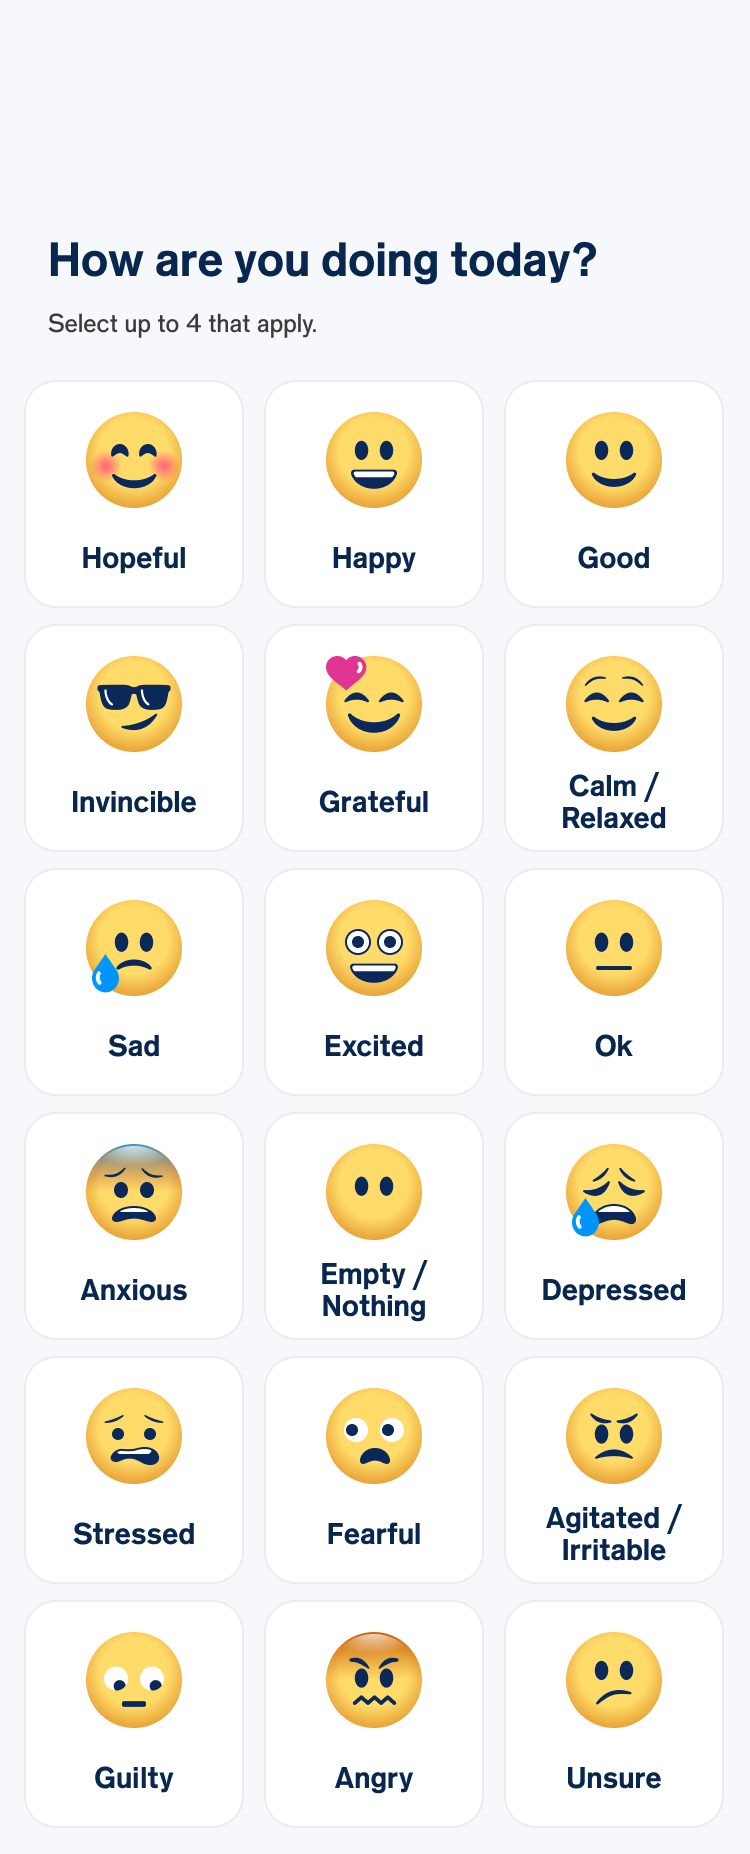 How are you doing today?
Select up to 4 that apply.
Hopeful
Happy
Good
Invincible
Grateful
Calm /
Relaxed
Sad
Excited
Ok
Anxious
Empty /
Nothing
Depressed
Stressed
Fearful
Agitated /
Irritable
Guilty
Angry
Unsure